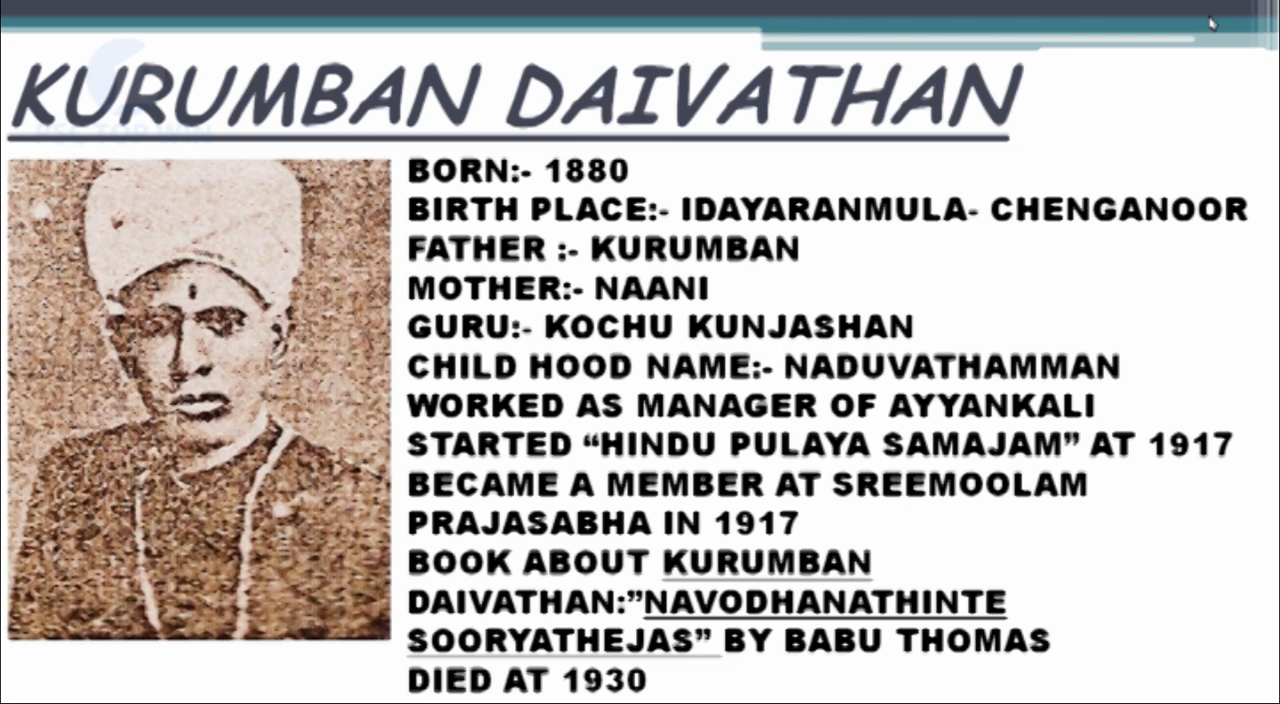 KURUMBAN DAIVATHAN
BORN:- 1880
BIRTH PLACE:- IDAYARANMULA- CHENGANOOR
FATHER :- KURUMBAN
MOTHER:- NAANI
GURU:- KOCHU KUNJASHAN
CHILD HOOD NAME:- NADUVATHAMMAN
WORKED AS MANAGER OF AYYANKALI
STARTED “HINDU PULAYA SAMAJAM” AT 1917
BECAME A MEMBER AT SREEMOOLAM
PRAJASABHA IN 1917
BOOK ABOUT KURUMBAN
DAIVATHAN:”NAVODHANATHINTE
SOORYATHEJAS” BY BABU THOMAS
DIED AT 1930